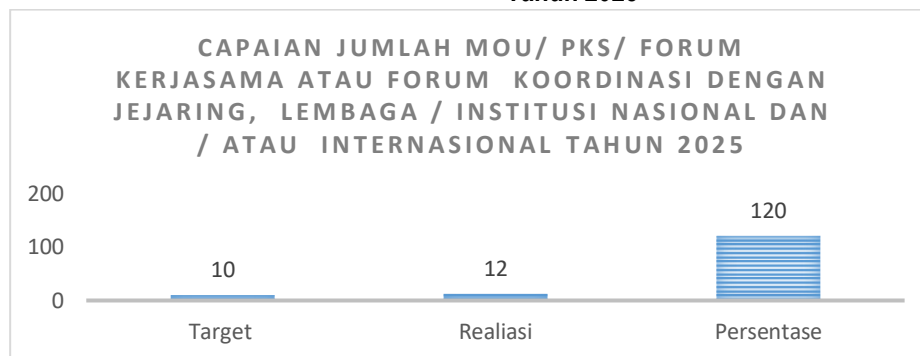 CAPAIAN JUMLAH MOU/ PKS/ FORUM
KERJASAMA ATAU FORUM KOORDINASI DENGAN
JEJARING, LEMBAGA / INSTITUSI NASIONAL DAN
/ ATAU INTERNASIONAL TAHUN 2025
200
100
0
10
12
120
Target
Realiasi
Persentase